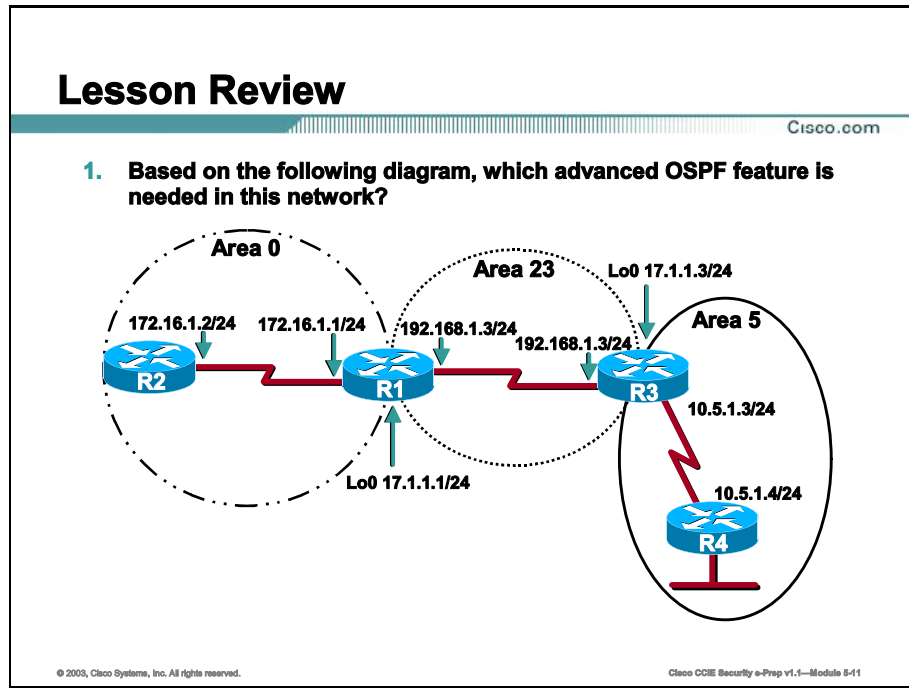 Lesson Review
Cisco.com
1. Based on the following diagram, which advanced OSPF feature is
needed in this network?
Area 0
Area 23
Lo0 17.1.1.3/24
Area 5
172.16.1.2/24
172.16.1.1/24
192.168.1.3/24
192.168.1.3/24
R2
R1
R3
10.5.1.3/24
Lo0 17.1.1.1/24
10.5.1.4/24
R4
© 2003, Cisco Systems, Inc. All rights reserved.
Cisco CCIE Security e-Prep v1.1—Module 5-11